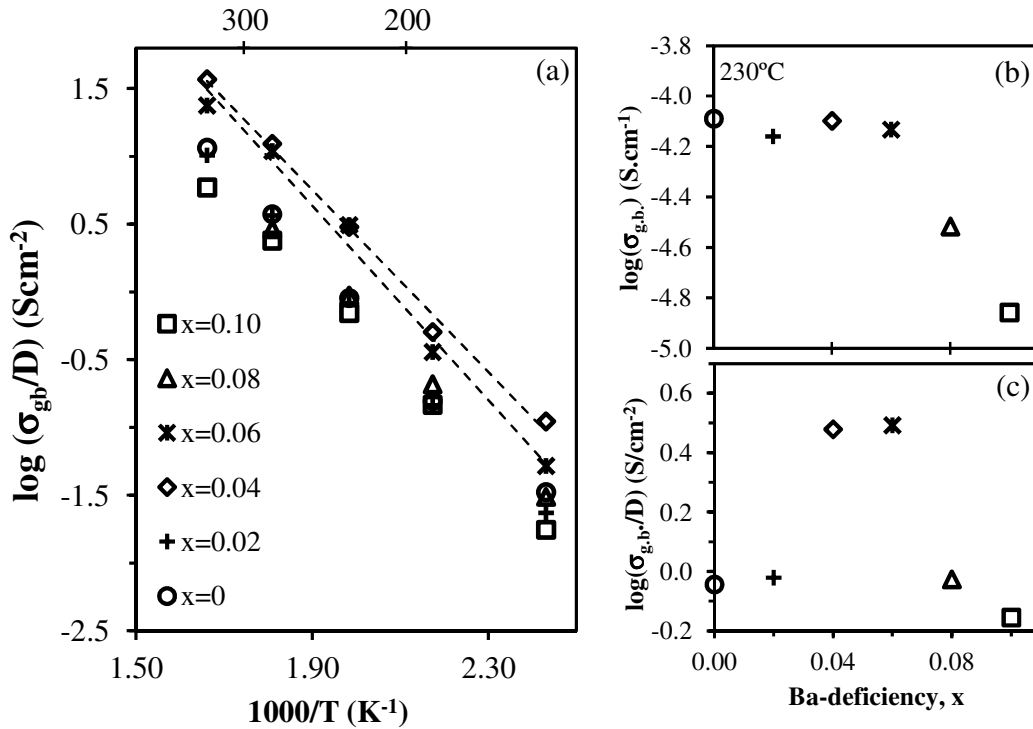 300 200
(a)
1.5
0.5
-0.5
-1.5
-2.5
log (σgb/D) (Scm-2)
x=0.10
x=0.08
x=0.06
x=0.04
x=0.02
x=0
1.50 1.90 2.30
1000/T (K-1)
230ºC
(b)
-3.8
-4.0
-4.2
-4.4
-4.6
-4.8
-5.0
log(σg.b.) (S.cm-1)
(c)
0.6
0.4
0.2
0.0
-0.2
log(σg.b./D) (S/cm-2)
0.00 0.04 0.08
Ba-deficiency, x